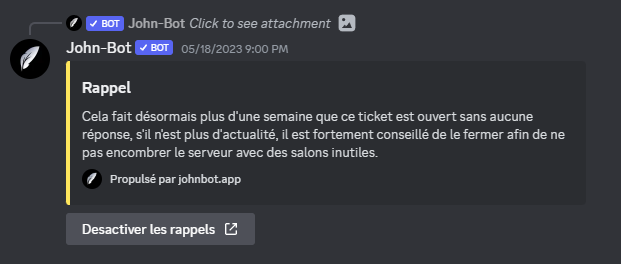 ✓ BOT John-Bot Click to see attachment
John-Bot ✓ BOT 05/18/2023 9:00 PM
Rappel
Cela fait désormais plus d'une semaine que ce ticket est ouvert sans aucune
réponse, s'il n'est plus d'actualité, il est fortement conseillé de le fermer afin de ne
pas encombrer le serveur avec des salons inutiles.
Propulsé par johnbot.app
Desactiver les rappels